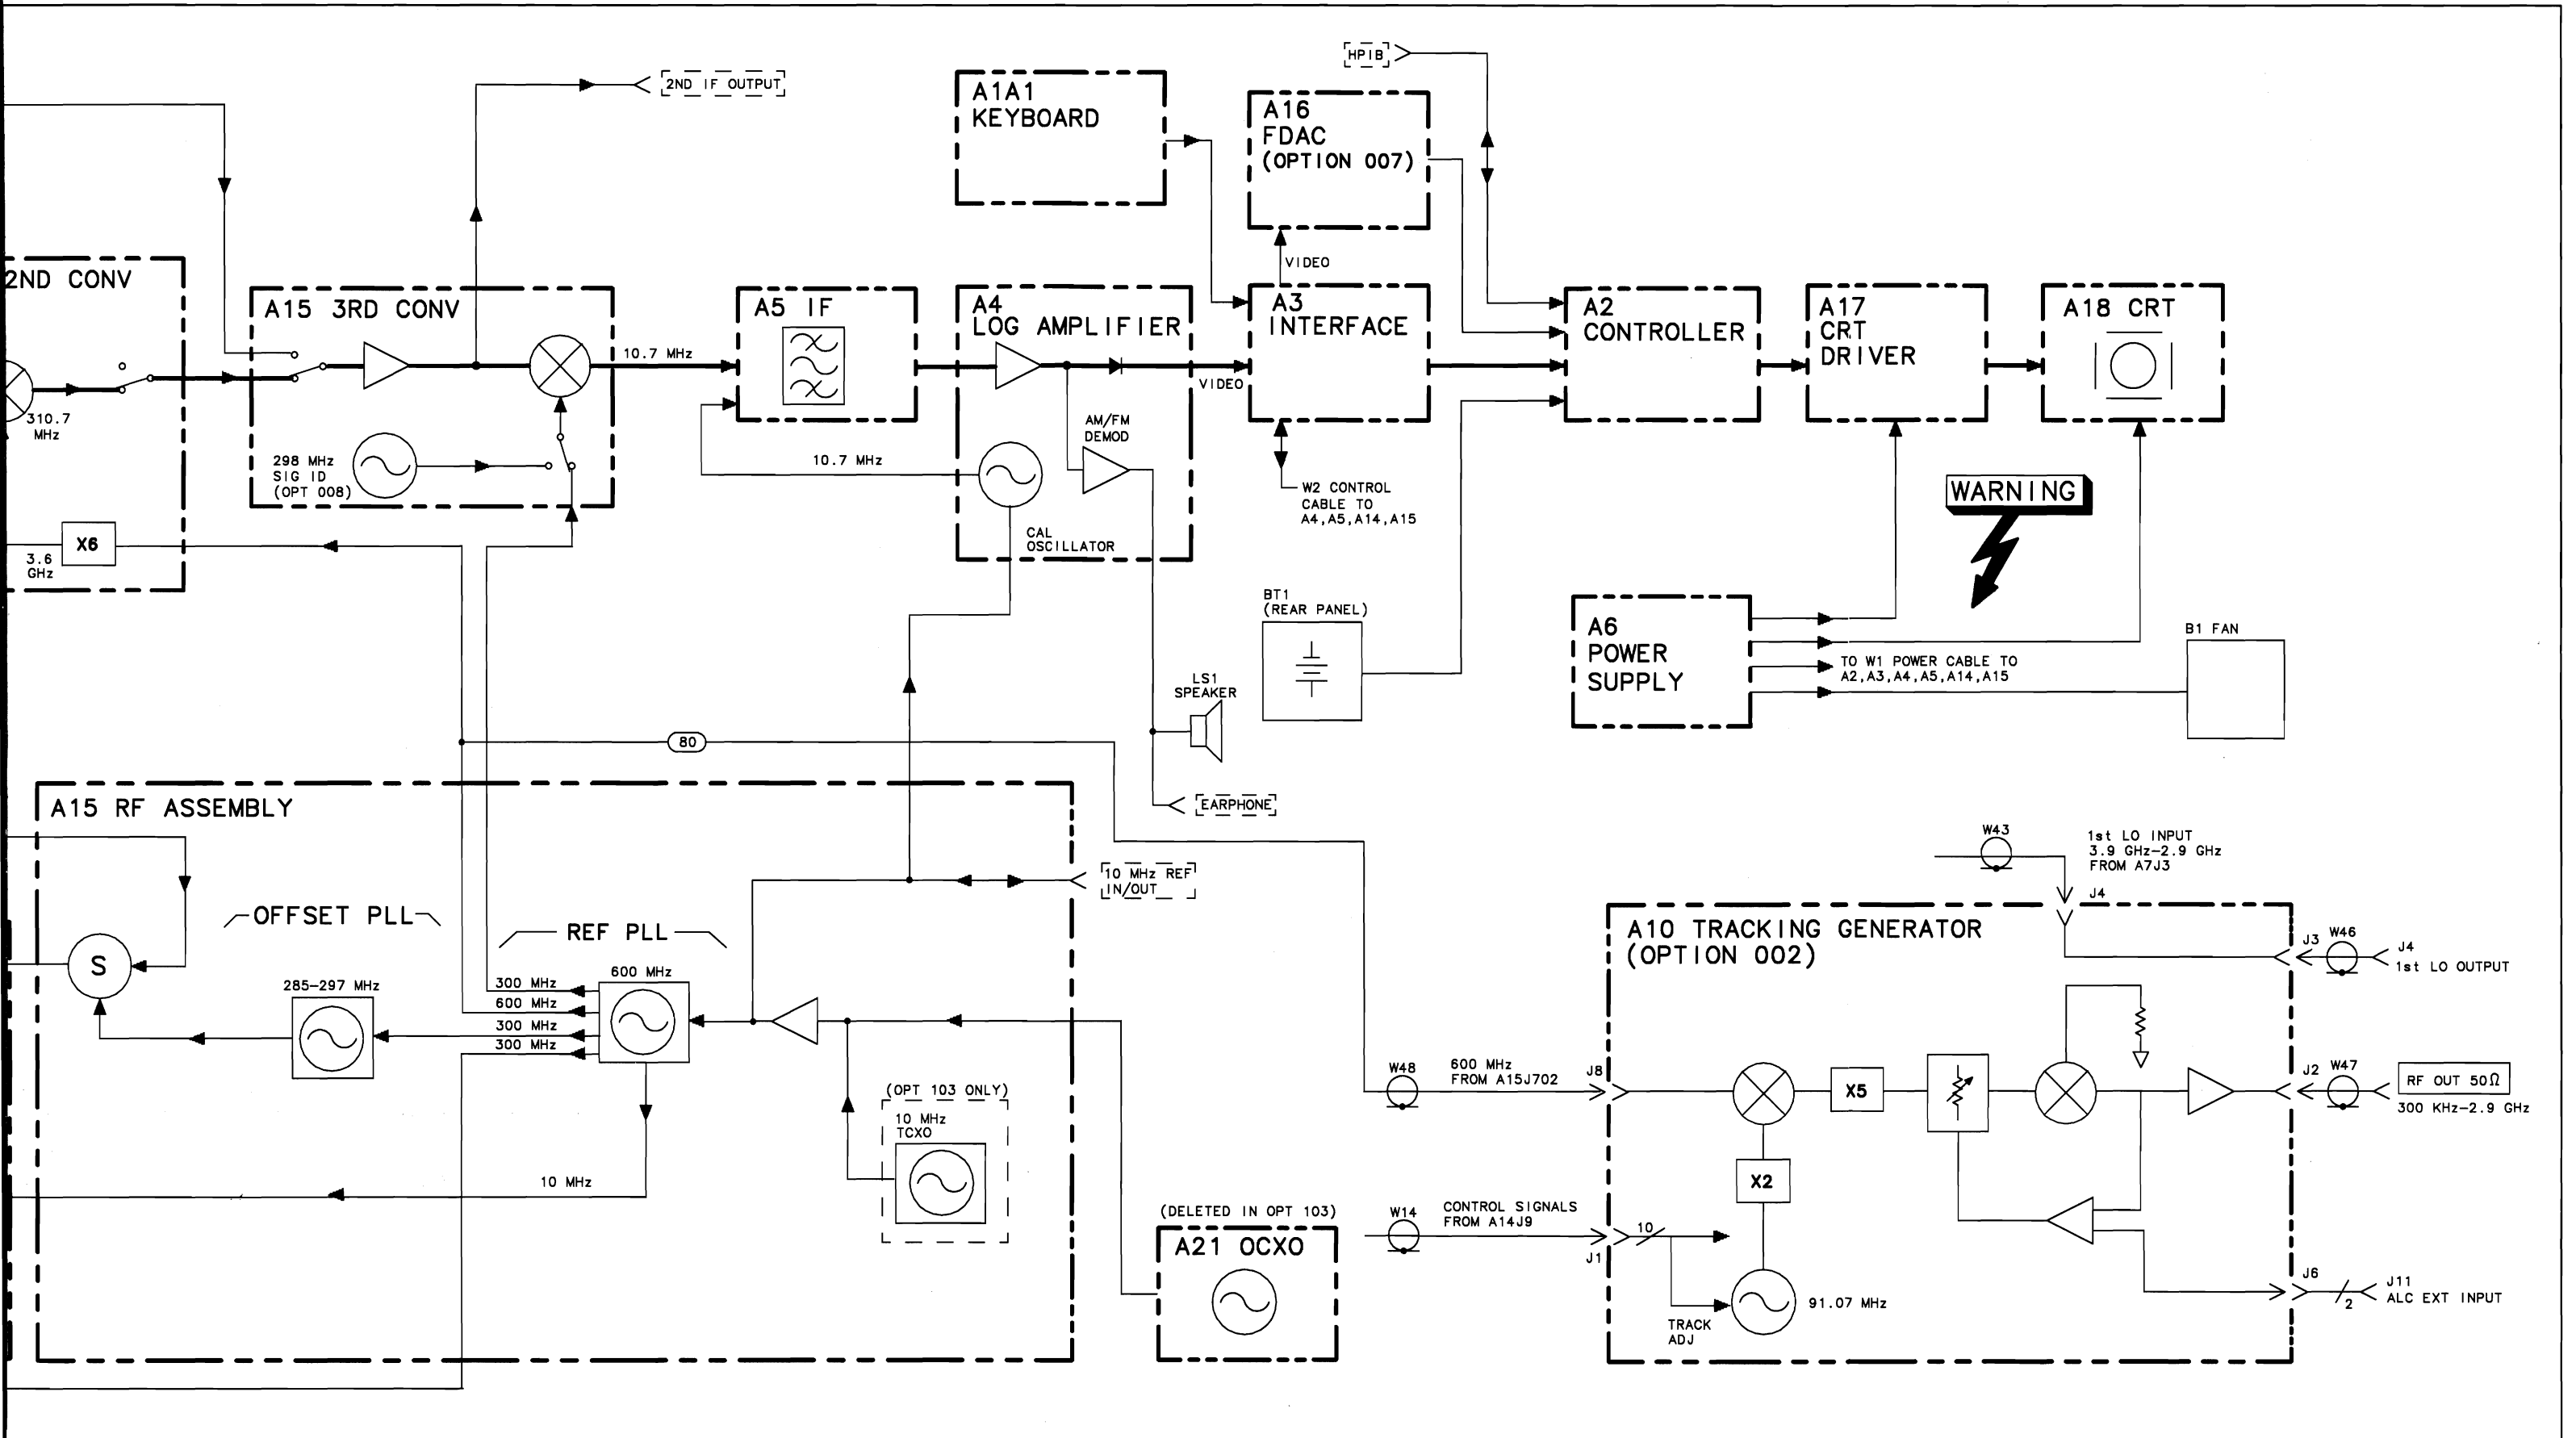 HPIB
2ND IF OUTPUT
A1A1
KEYBOARD
A16
FDAC
(OPTION 007)
VIDEO
2ND CONV
A15 3RD CONV
A5 IF
A4
LOG AMPLIFIER
A3
INTERFACE
A2
CONTROLLER
A17
CRT
DRIVER
A18 CRT
10.7 MHz
VIDEO
310.7
MHz
298 MHz
SIG ID
(OPT 008)
10.7 MHz
AM/FM
DEMOD
W2 CONTROL
CABLE TO
A4,A5,A14,A15
WARNING
X6
3.6
GHz
CAL
OSCILLATOR
BT1
(REAR PANEL)
A6
POWER
SUPPLY
TO W1 POWER CABLE TO
A2,A3,A4,A5,A14,A15
B1 FAN
LS1
SPEAKER
80
EARPHONE
A15 RF ASSEMBLY
10 MHz REF
IN/OUT
OFFSET PLL
REF PLL
S
285-297 MHz
600 MHz
300 MHz
600 MHz
300 MHz
300 MHz
(OPT 103 ONLY)
10 MHz
TCXO
10 MHz
(DELETED IN OPT 103)
A21 OCXO
W43
1st LO INPUT
3.9 GHz-2.9 GHz
FROM A7J3
J4
A10 TRACKING GENERATOR
(OPTION 002)
J3
W46
J4
1st LO OUTPUT
W48
600 MHz
FROM A15J702
J8
X5
J2
W47
RF OUT 50Ω
300 KHz-2.9 GHz
X2
W14
CONTROL SIGNALS
FROM A14J9
J1
10
TRACK
ADJ
91.07 MHz
J6
2
J11
ALC EXT INPUT